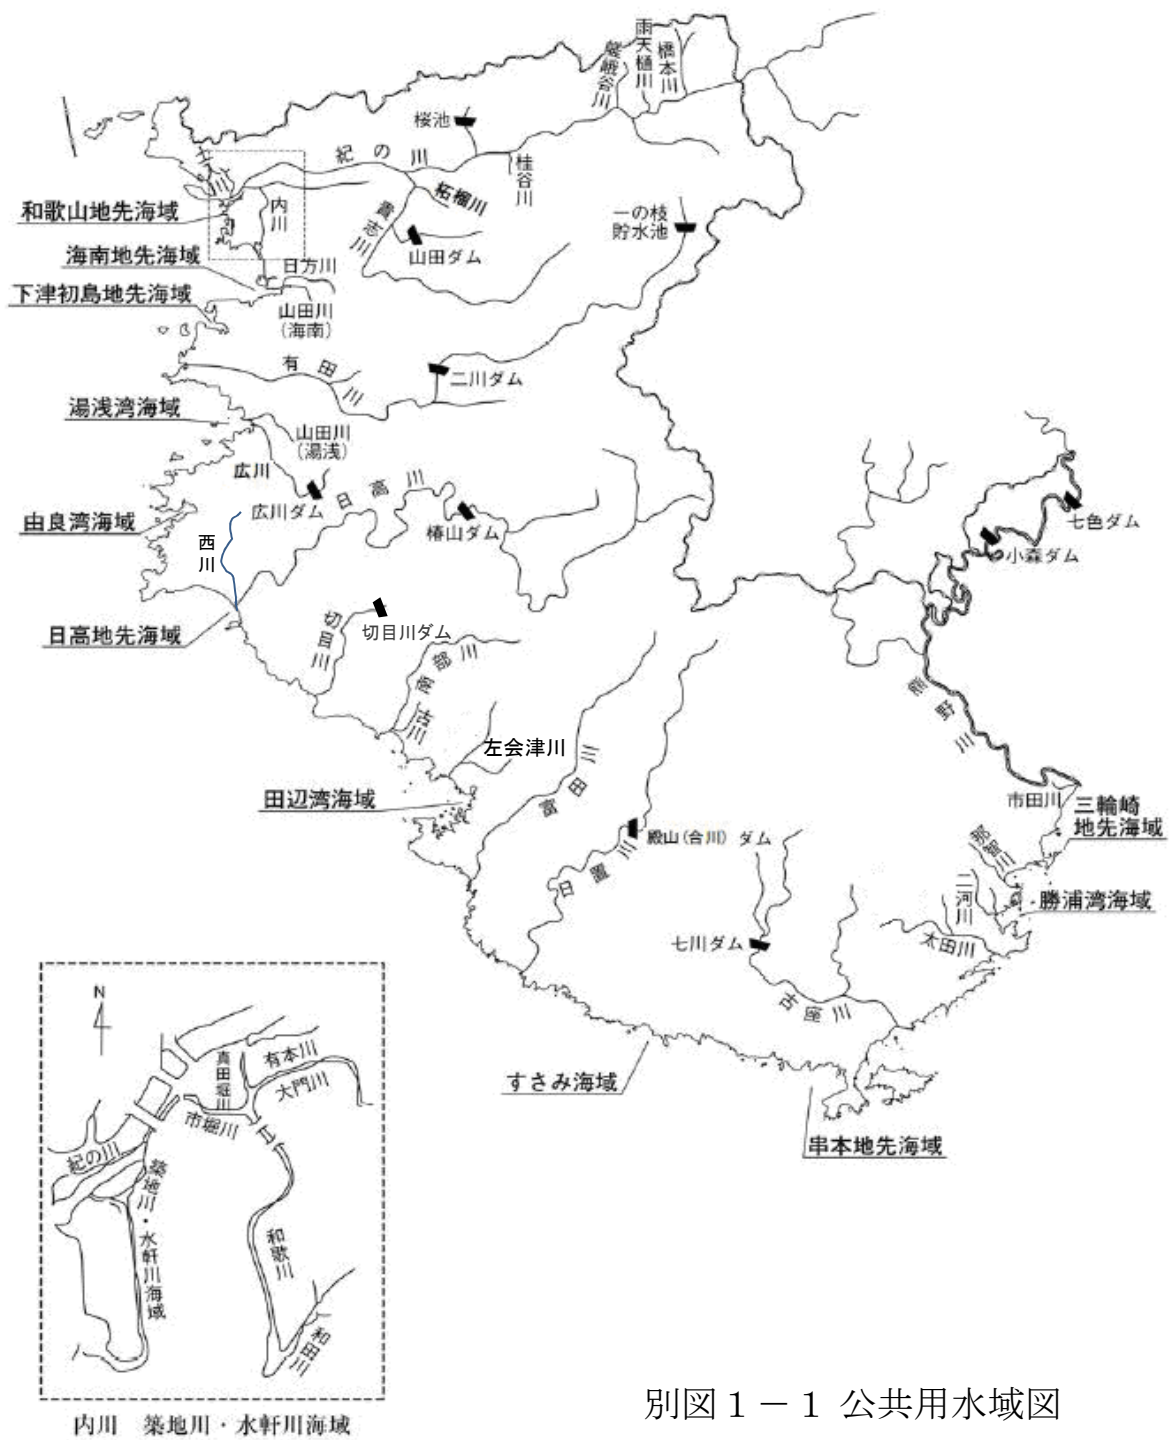 雨天樋川
橋本川
嵯峨谷川
桜池
紀の川
桂谷川
土入川
柘榴川
和歌山地先海域
内川
貴志川
一の枝
貯水池
山田ダム
海南地先海域
日方川
下津初島地先海域
山田川
(海南)
有田川
二川ダム
湯浅湾海域
山田川
(湯浅)
広川
日高川
広川ダム
椿山ダム
由良湾海域
西川
七色ダム
小森ダム
日高地先海域
切目川
切目川ダム
南部川
古川
熊野川
左会津川
富田川
田辺湾海域
市田川
三輪崎
地先海域
殿山(合川) ダム
日置川
那智川
二河川
勝浦湾海域
太田川
七川ダム
古座川
すさみ海域
串本地先海域
N
真田堀川
有本川
大門川
市堀川
紀の川
築地川・水軒川海域
和歌川
和田川
内川 築地川・水軒川海域
別図1-1 公共用水域図